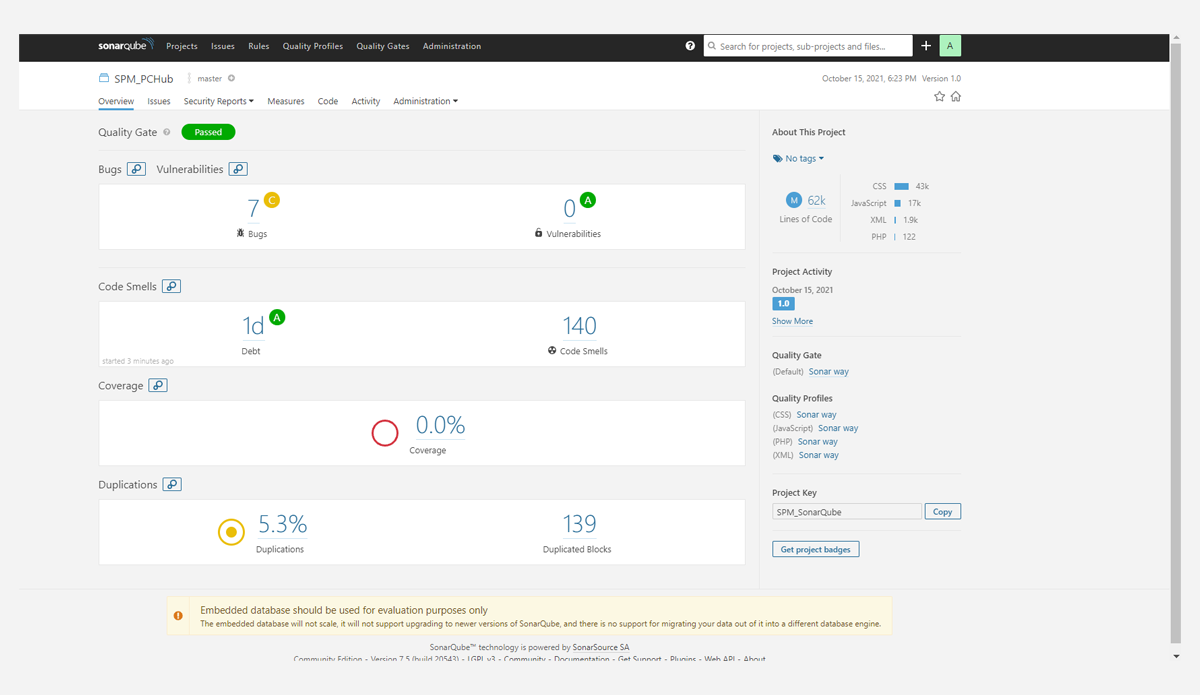 sonarqube Projects Issues Rules Quality Profiles Quality Gates Administration ? Search for projects, sub-projects and files... + A
SPM_PCHub master October 15, 2021, 6:23 PM Version 1.0
Overview Issues Security Reports Measures Code Activity Administration
Quality Gate ? Passed
Bugs Vulnerabilities
7 C 0 A
Bugs Vulnerabilities
Code Smells
1d A 140
Debt Code Smells
started 3 minutes ago
Coverage
0.0%
Coverage
Duplications
5.3% 139
Duplications Duplicated Blocks
About This Project
No tags
M 62k
Lines of Code
CSS 43k
JavaScript 17k
XML 1.9k
PHP 122
Project Activity
October 15, 2021
1.0
Show More
Quality Gate
(Default) Sonar way
Quality Profiles
(CSS) Sonar way
(JavaScript) Sonar way
(PHP) Sonar way
(XML) Sonar way
Project Key
SPM_SonarQube Copy
Get project badges
Embedded database should be used for evaluation purposes only
The embedded database will not scale, it will not support upgrading to newer versions of SonarQube, and there is no support for migrating your data out of it into a different database engine.
SonarQube™ technology is powered by SonarSource SA
Community Edition - Version 7.5 (build 20543) - LGPL v3 - Community - Documentation - Get Support - Plugins - Web API - About